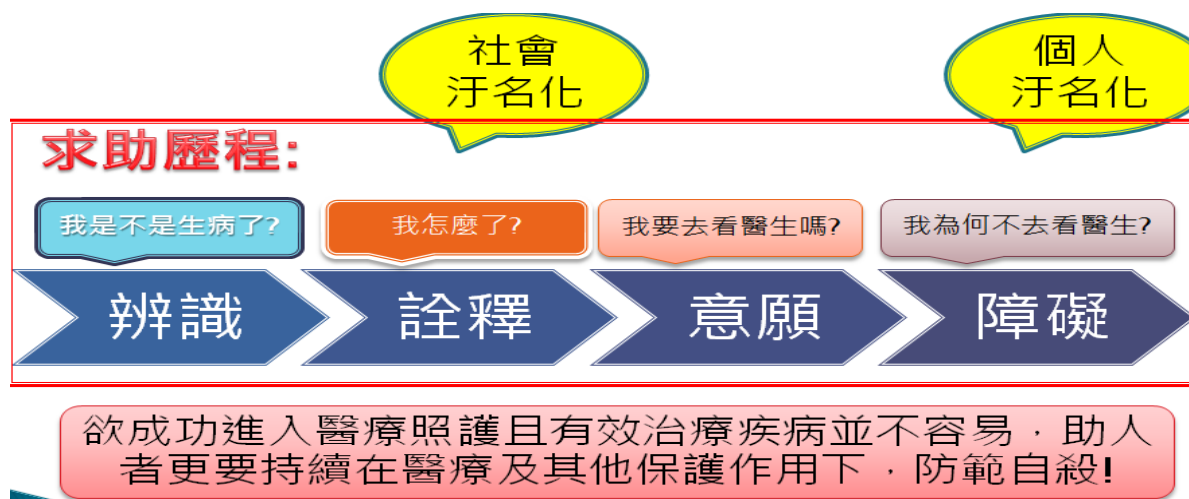 社會
汙名化
個人
汙名化
求助歷程:
我是不是生病了?
我怎麼了?
我要去看醫生嗎?
我為何不去看醫生?
辨識
詮釋
意願
障礙
欲成功進入醫療照護且有效治療疾病並不容易，助人
者更要持續在醫療及其他保護作用下，防範自殺!